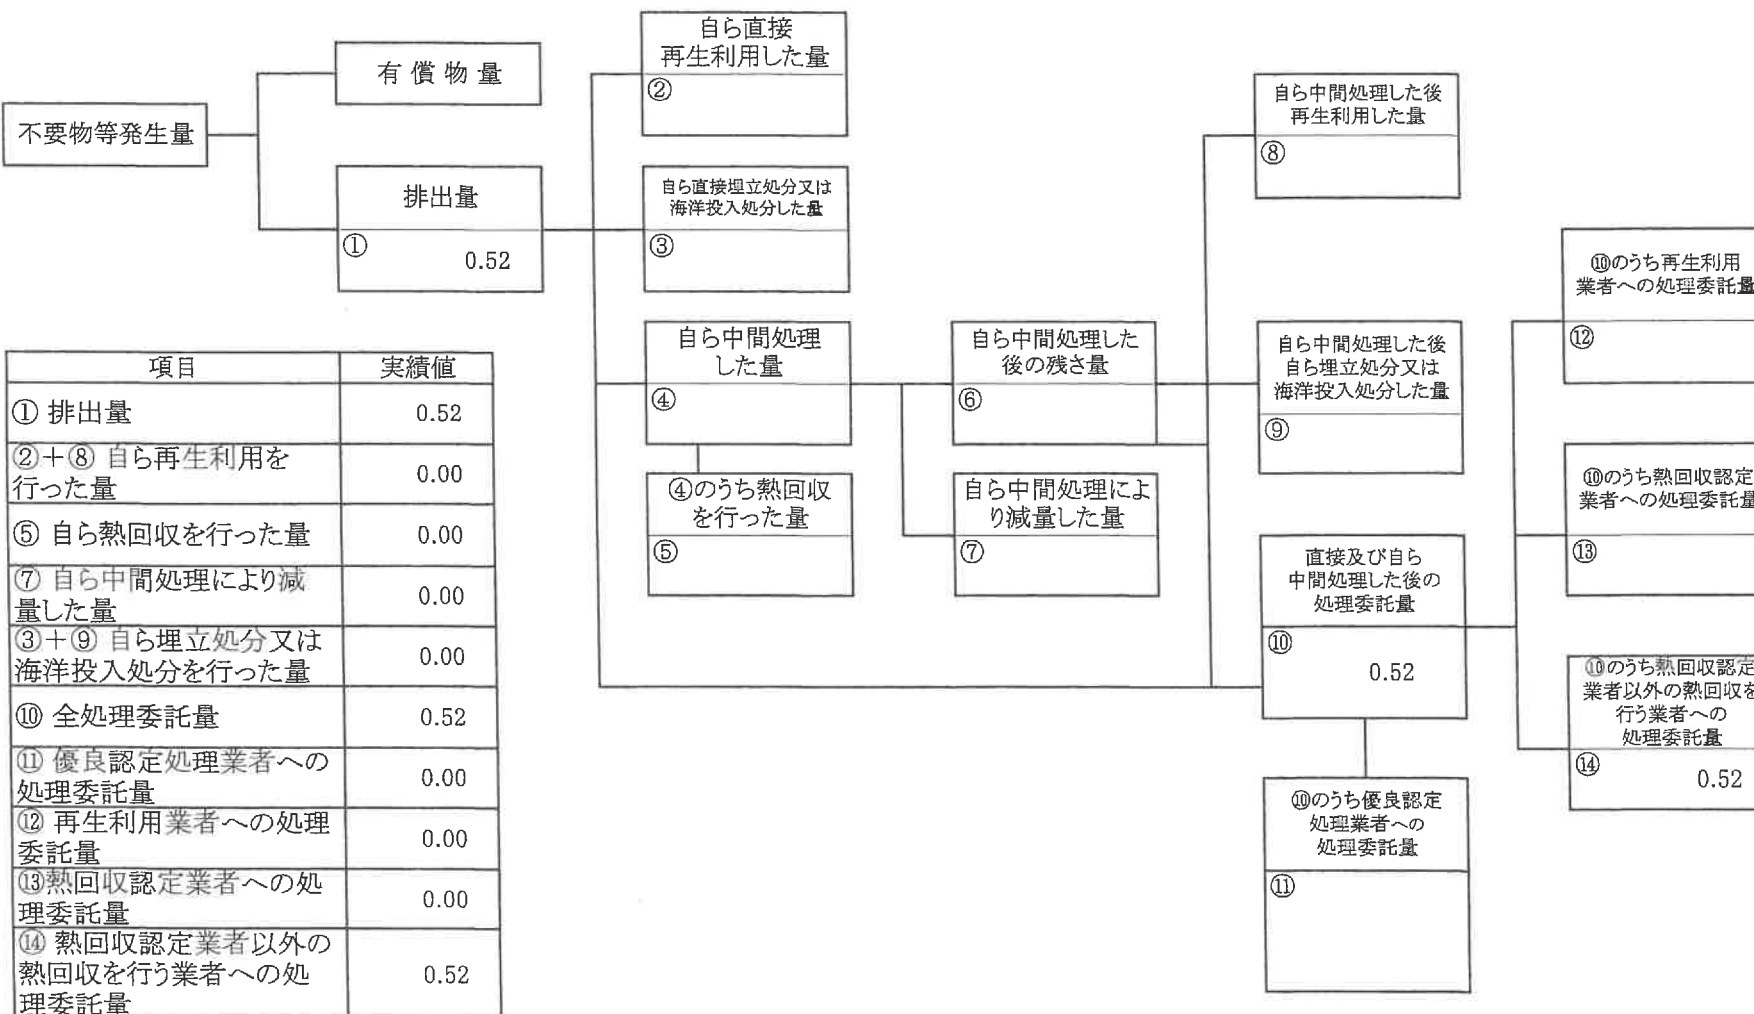 不要物等発生量
有償物量
排出量
①
0.52
自ら直接
再生利用した量
②
自ら直接埋立処分又は
海洋投入処分した量
③
自ら中間処理
した量
④
④のうち熱回収
を行った量
⑤
自ら中間処理した
後の残さ量
⑥
自ら中間処理によ
り減量した量
⑦
自ら中間処理した後
再生利用した量
⑧
自ら中間処理した後
自ら埋立処分又は
海洋投入処分した量
⑨
直接及び自ら
中間処理した後の
処理委託量
⑩
0.52
⑩のうち優良認定
処理業者への
処理委託量
⑪
⑩のうち再生利用
業者への処理委託量
⑫
⑩のうち熱回収認定
業者への処理委託量
⑬
⑩のうち熱回収認定
業者以外の熱回収を
行う業者への
処理委託量
⑭
0.52
項目 実績値
① 排出量 0.52
②+⑧ 自ら再生利用を
行った量 0.00
⑤ 自ら熱回収を行った量 0.00
⑦ 自ら中間処理により減
量した量 0.00
③+⑨ 自ら埋立処分又は
海洋投入処分を行った量 0.00
⑩ 全処理委託量 0.52
⑪ 優良認定処理業者への
処理委託量 0.00
⑫ 再生利用業者への処理
委託量 0.00
⑬熱回収認定業者への処
理委託量 0.00
⑭ 熱回収認定業者以外の
熱回収を行う業者への処 0.52
理委託量